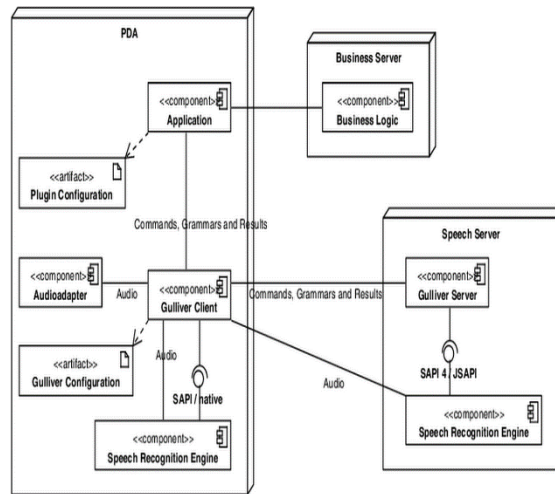 PDA
Business Server
<<component>>
Application
<<component>>
Business Logic
<<artifact>>
Plugin Configuration
Commands, Grammars and Results
Speech Server
<<component>>
Audioadapter
Audio
<<component>>
Gulliver Client
Commands, Grammars and Results
<<component>>
Gulliver Server
<<artifact>>
Gulliver Configuration
Audio
SAPI / native
Audio
SAPI 4 / JSAPI
<<component>>
Speech Recognition Engine
<<component>>
Speech Recognition Engine